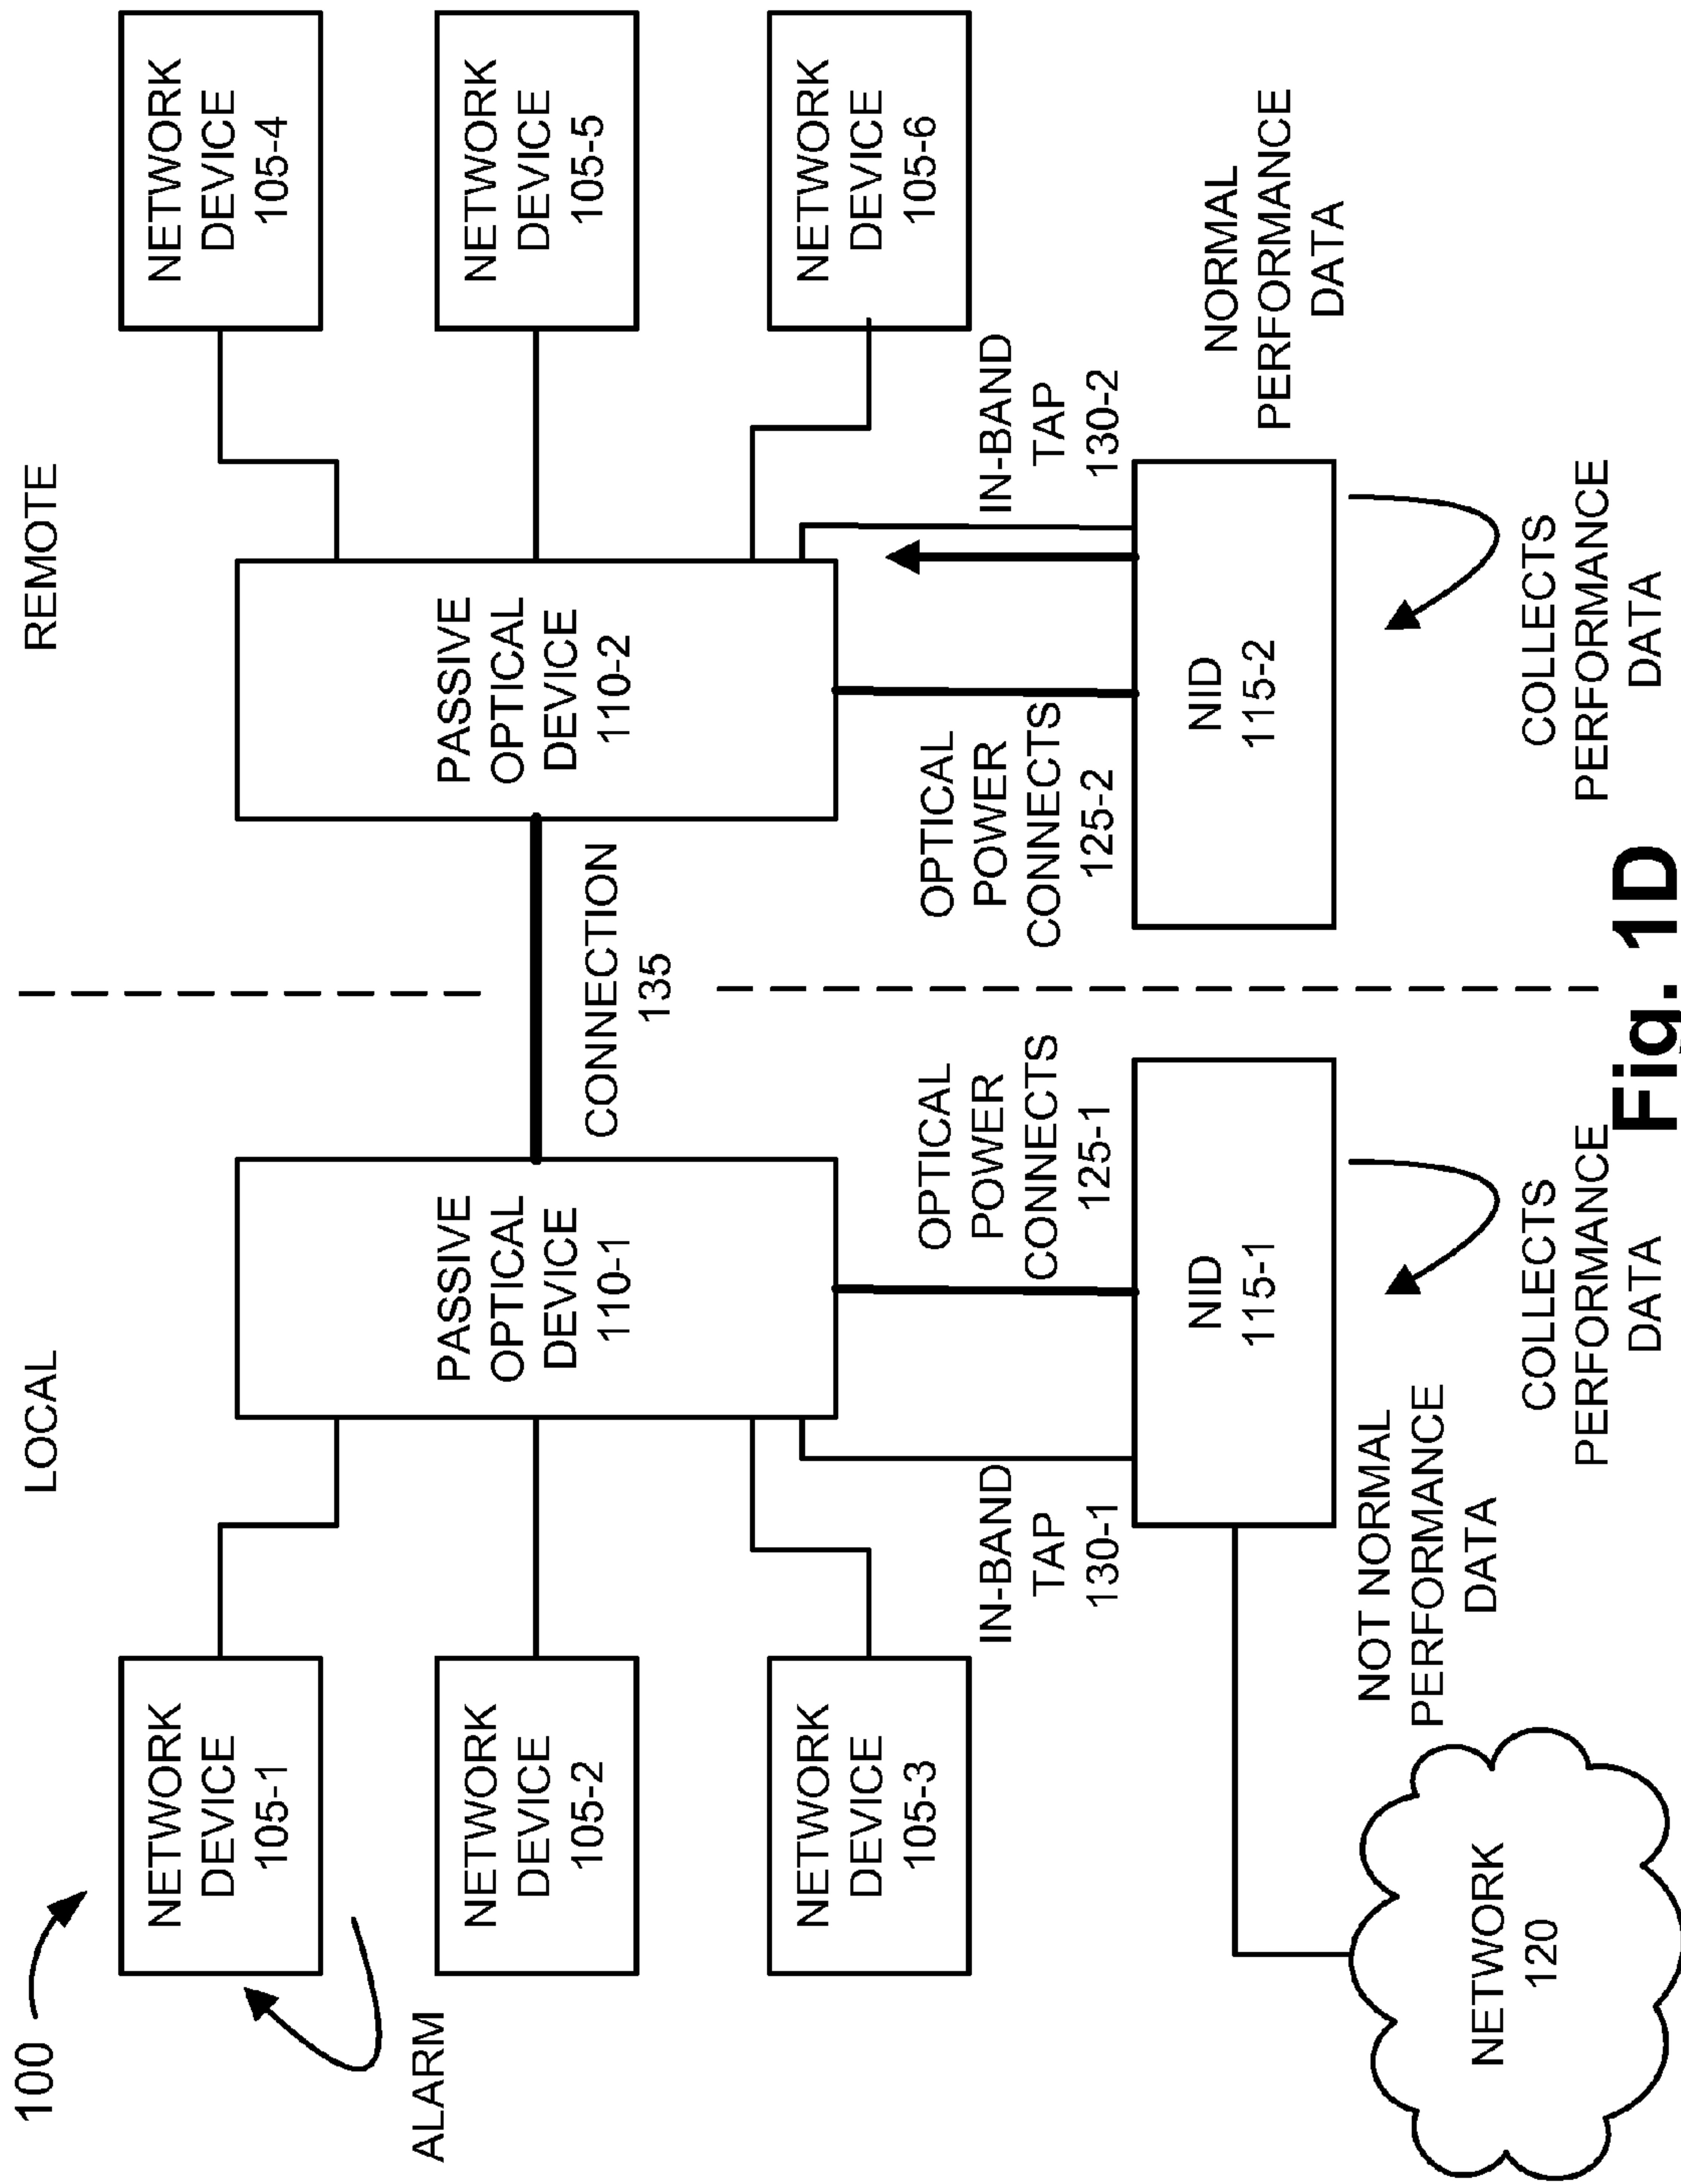 100
LOCAL
REMOTE
NETWORK
DEVICE
105-1
ALARM
NETWORK
DEVICE
105-2
NETWORK
DEVICE
105-3
PASSIVE
OPTICAL
DEVICE
110-1
CONNECTION
135
PASSIVE
OPTICAL
DEVICE
110-2
NETWORK
DEVICE
105-4
NETWORK
DEVICE
105-5
NETWORK
DEVICE
105-6
IN-BAND
TAP
130-1
OPTICAL
POWER
CONNECTS
125-1
OPTICAL
POWER
CONNECTS
125-2
IN-BAND
TAP
130-2
NID
115-1
NID
115-2
NORMAL
PERFORMANCE
DATA
NETWORK
120
NOT NORMAL
PERFORMANCE
DATA
COLLECTS
PERFORMANCE
DATA
COLLECTS
PERFORMANCE
DATA
Fig. 1D